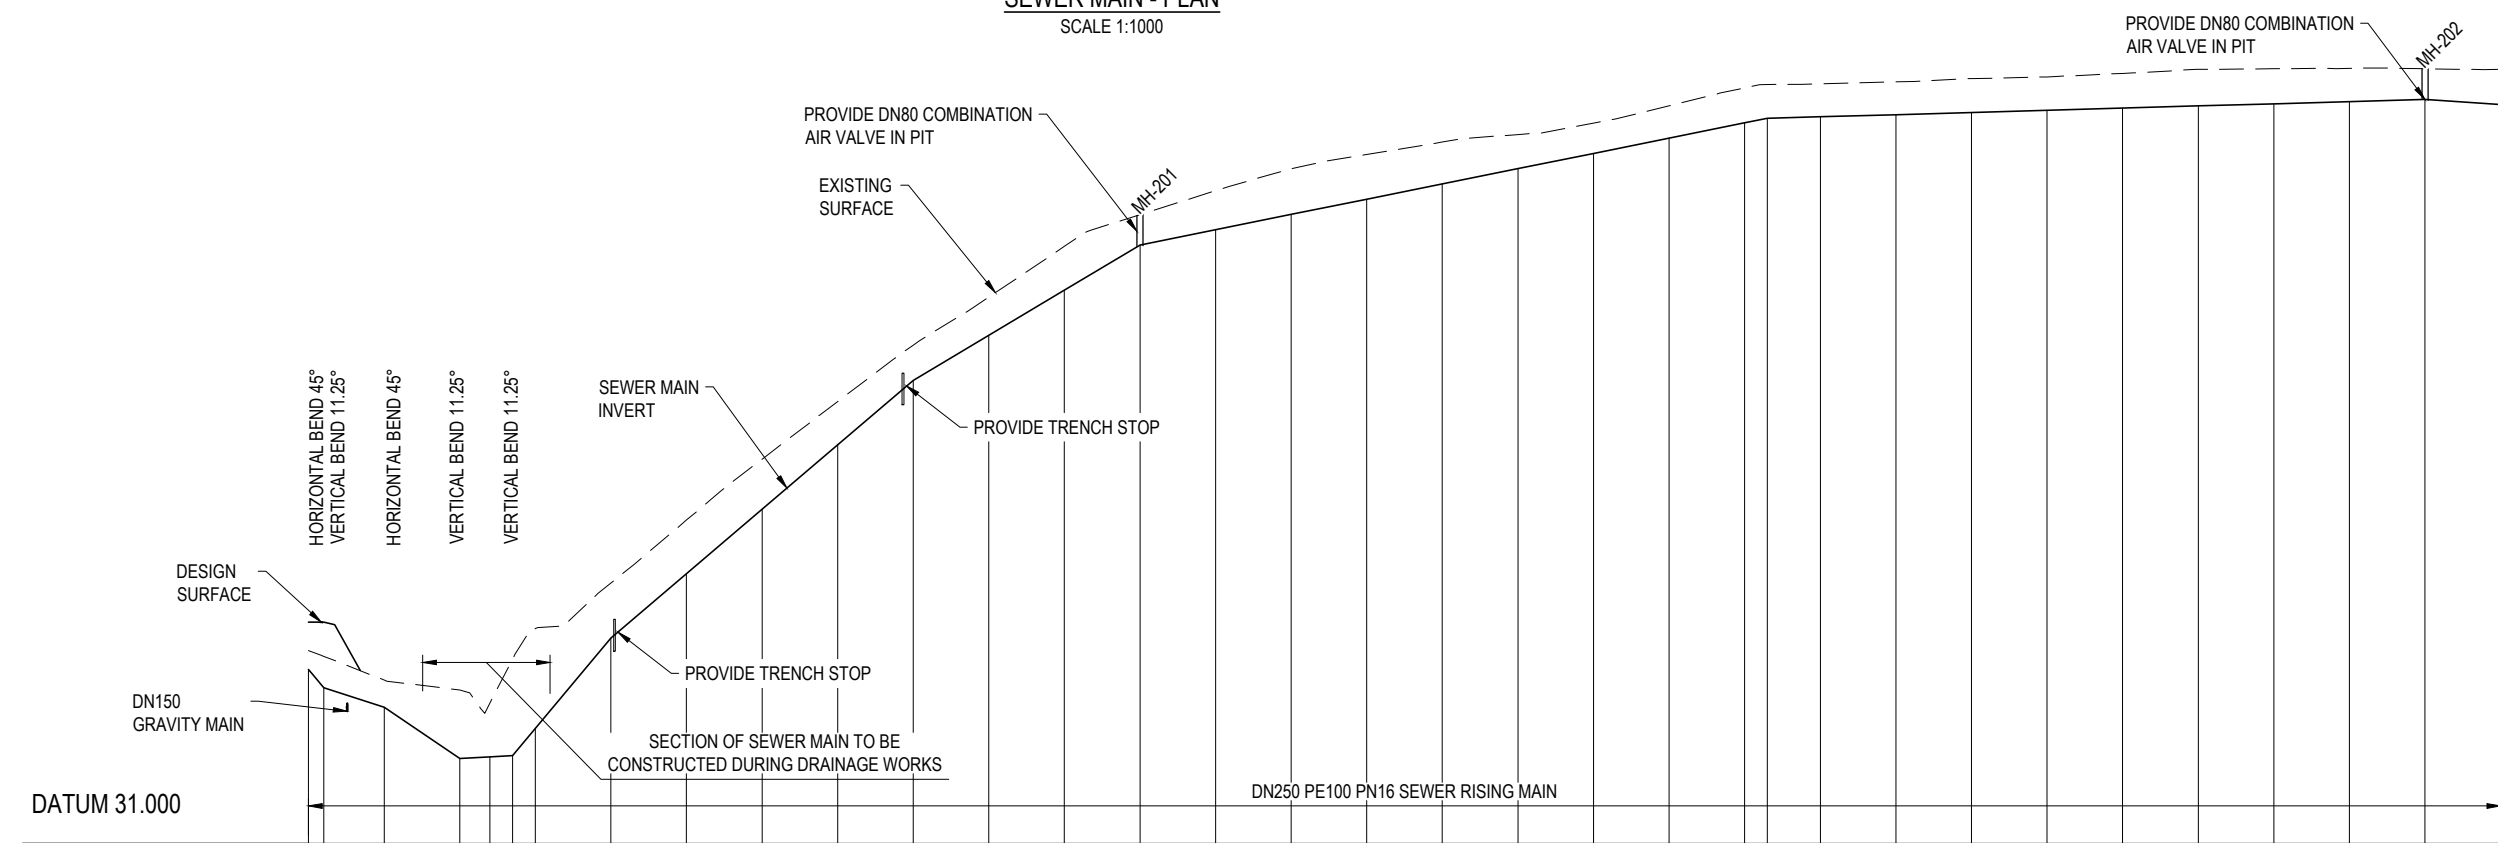 SEWER MAIN - PLAN
SCALE 1:1000
PROVIDE DN80 COMBINATION
AIR VALVE IN PIT
MH-202
PROVIDE DN80 COMBINATION
AIR VALVE IN PIT
MH-201
EXISTING
SURFACE
HORIZONTAL BEND 45°
VERTICAL BEND 11.25°
HORIZONTAL BEND 45°
VERTICAL BEND 11.25°
VERTICAL BEND 11.25°
SEWER MAIN
INVERT
PROVIDE TRENCH STOP
DESIGN
SURFACE
PROVIDE TRENCH STOP
DN150
GRAVITY MAIN
SECTION OF SEWER MAIN TO BE
CONSTRUCTED DURING DRAINAGE WORKS
DN250 PE100 PN16 SEWER RISING MAIN
DATUM 31.000